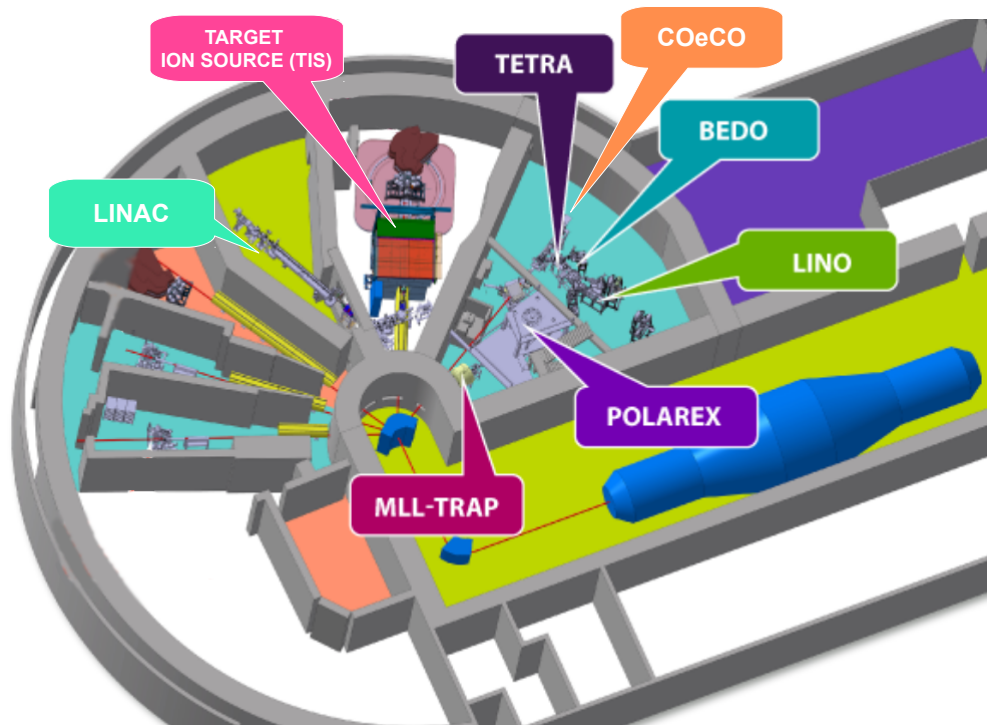 TARGET
ION SOURCE (TIS)
COeCO
TETRA
BEDO
LINAC
LINO
POLAREX
MLL-TRAP